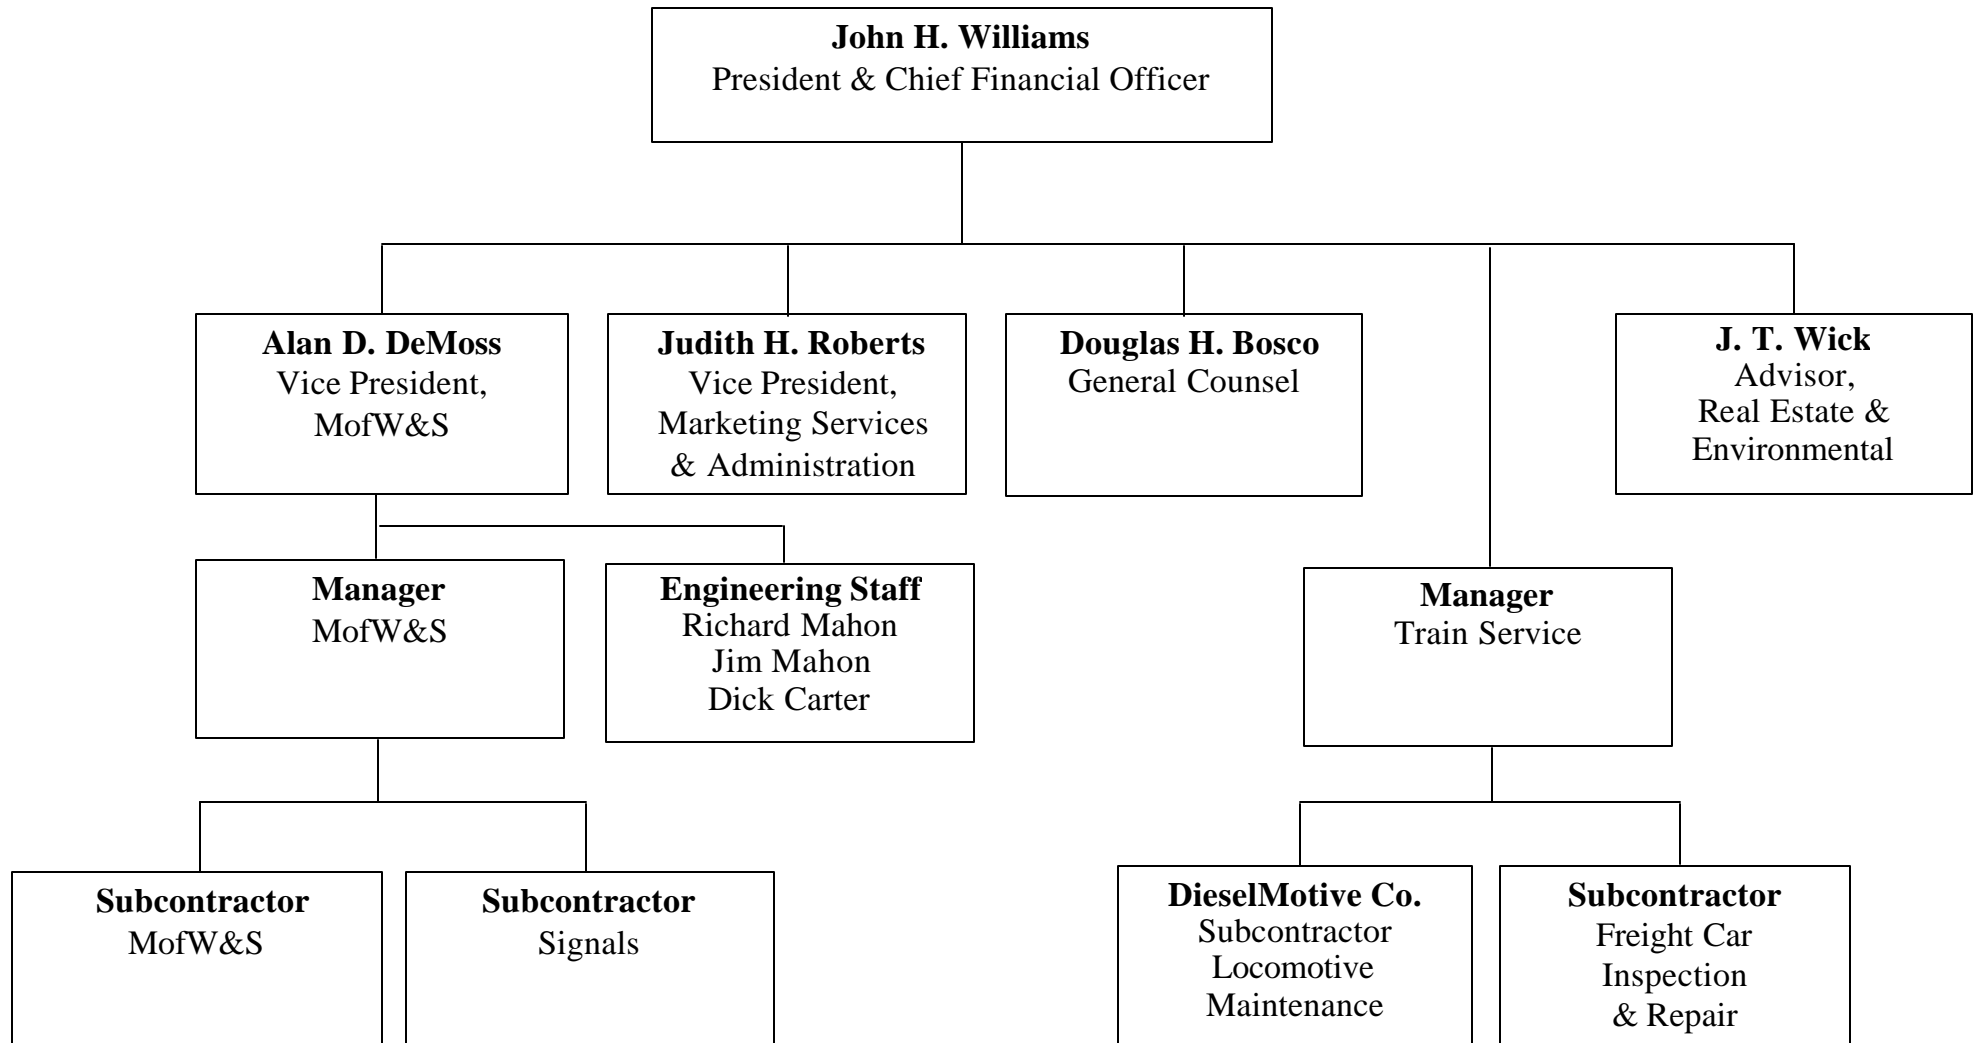 John H. Williams
President & Chief Financial Officer
Alan D. DeMoss
Vice President,
MofW&S
Judith H. Roberts
Vice President,
Marketing Services
& Administration
Douglas H. Bosco
General Counsel
J. T. Wick
Advisor,
Real Estate &
Environmental
Manager
MofW&S
Engineering Staff
Richard Mahon
Jim Mahon
Dick Carter
Manager
Train Service
Subcontractor
MofW&S
Subcontractor
Signals
DieselMotive Co.
Subcontractor
Locomotive
Maintenance
Subcontractor
Freight Car
Inspection
& Repair